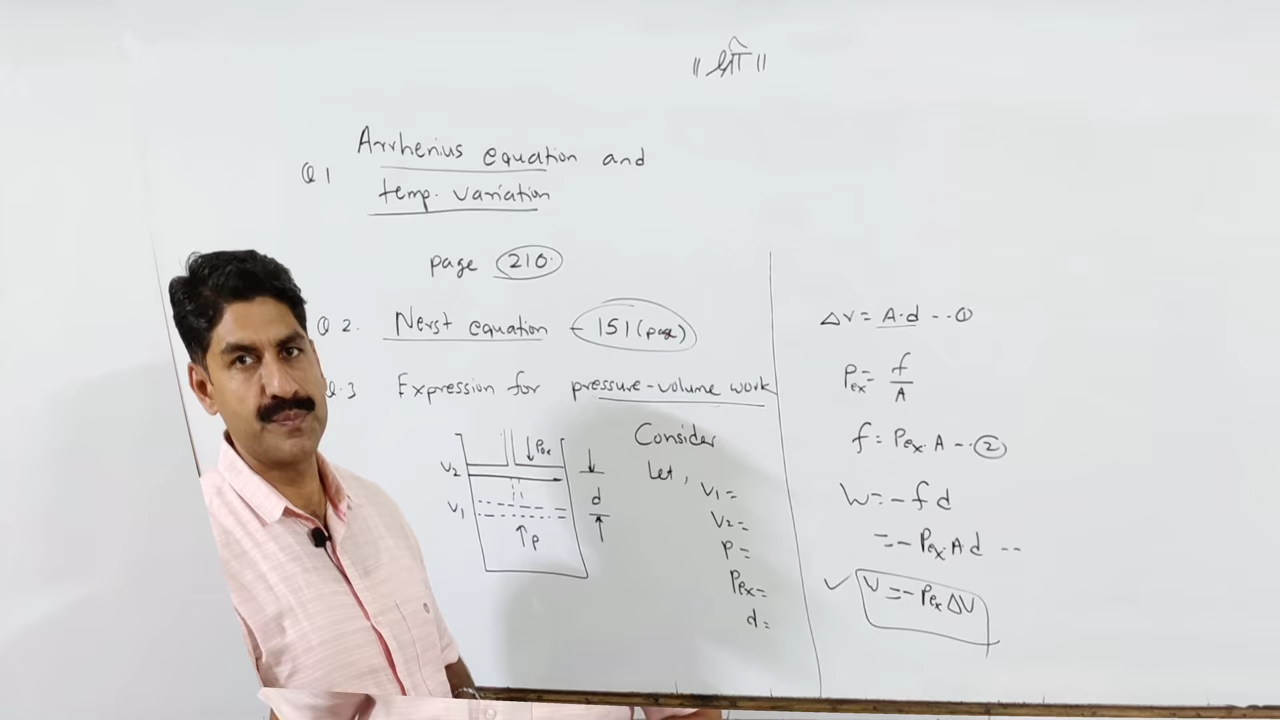 ॥ श्री ॥
Q 1 Arrhenius equation and
temp. variation
page 210.
Q 2. Nerst equation - 151 (page)
Q.3 Expression for pressure-volume work
Pex
V2
V1
d
↑P
Consider
Let,
V1=
V2=
P=
Pex=
d=
ΔV= A·d --①
Pex= f/A
f= Pex·A --②
W= -f d
= -Pex·A·d --
✓ V = -Pex ΔV